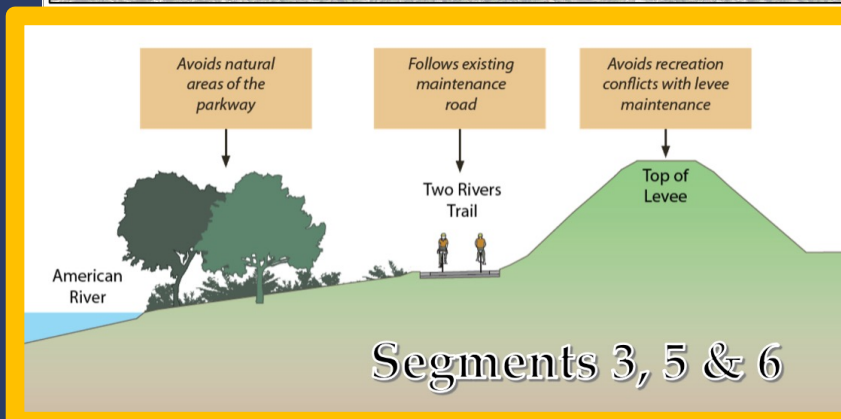 Avoids natural
areas of the
parkway
Follows existing
maintenance
road
Avoids recreation
conflicts with levee
maintenance
Two Rivers
Trail
Top of
Levee
American
River
Segments 3, 5 & 6